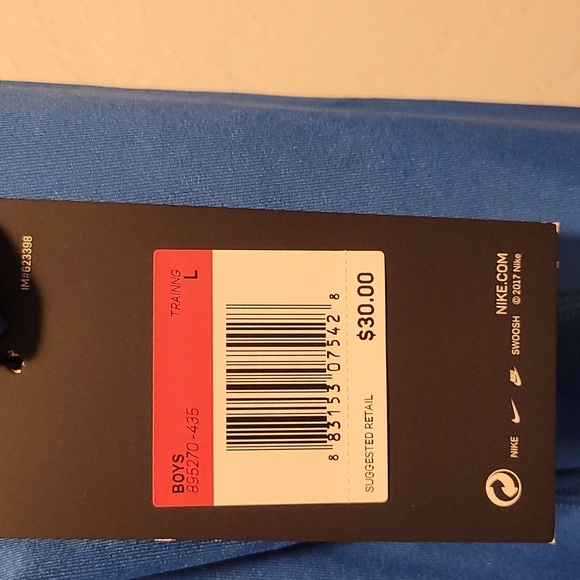 BOYS TRAINNG
895270-435 L
8 83153 07542 8
SUGGESTED RETAIL $30.00
IM#623398
NIKE.COM
NIKE SWOOSH © 2017 Nike